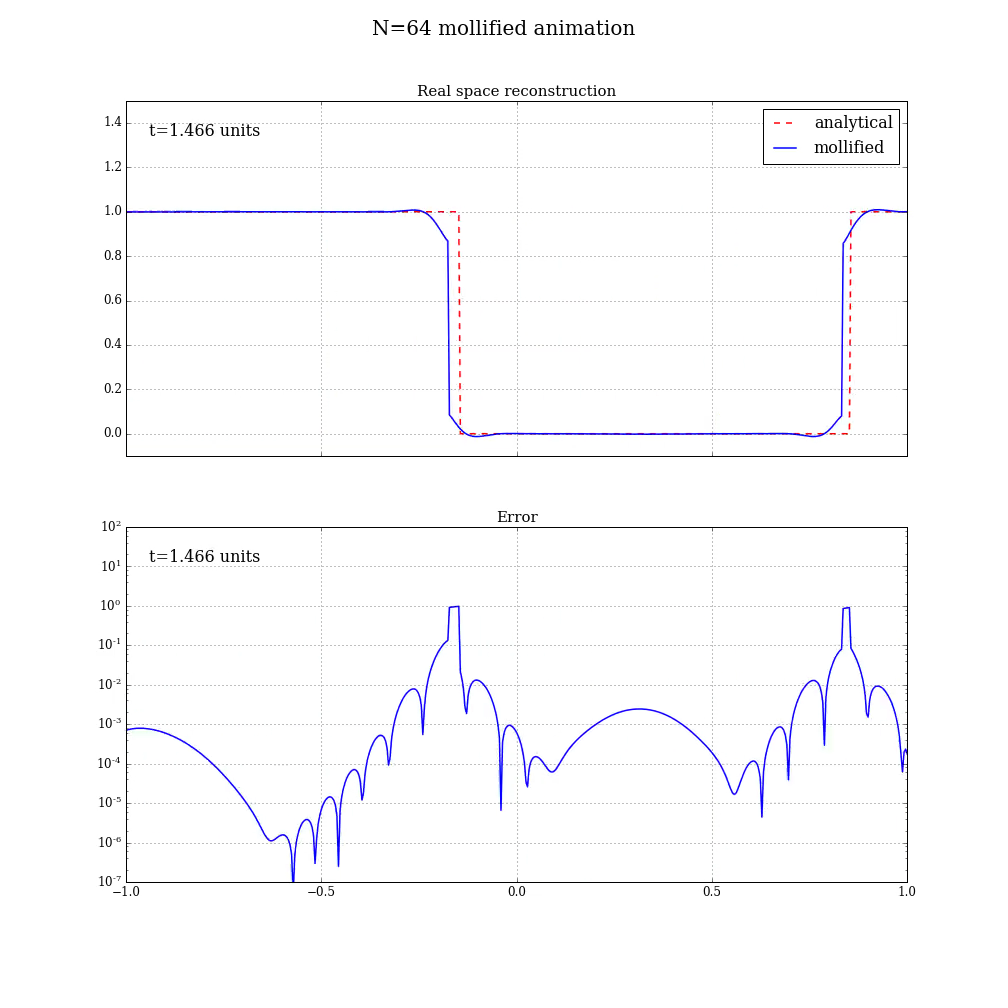 N=64 mollified animation
Real space reconstruction
t=1.466 units
analytical
mollified
1.4
1.2
1.0
0.8
0.6
0.4
0.2
0.0
Error
t=1.466 units
10²
10¹
10⁰
10⁻¹
10⁻²
10⁻³
10⁻⁴
10⁻⁵
10⁻⁶
10⁻⁷
−1.0 −0.5 0.0 0.5 1.0